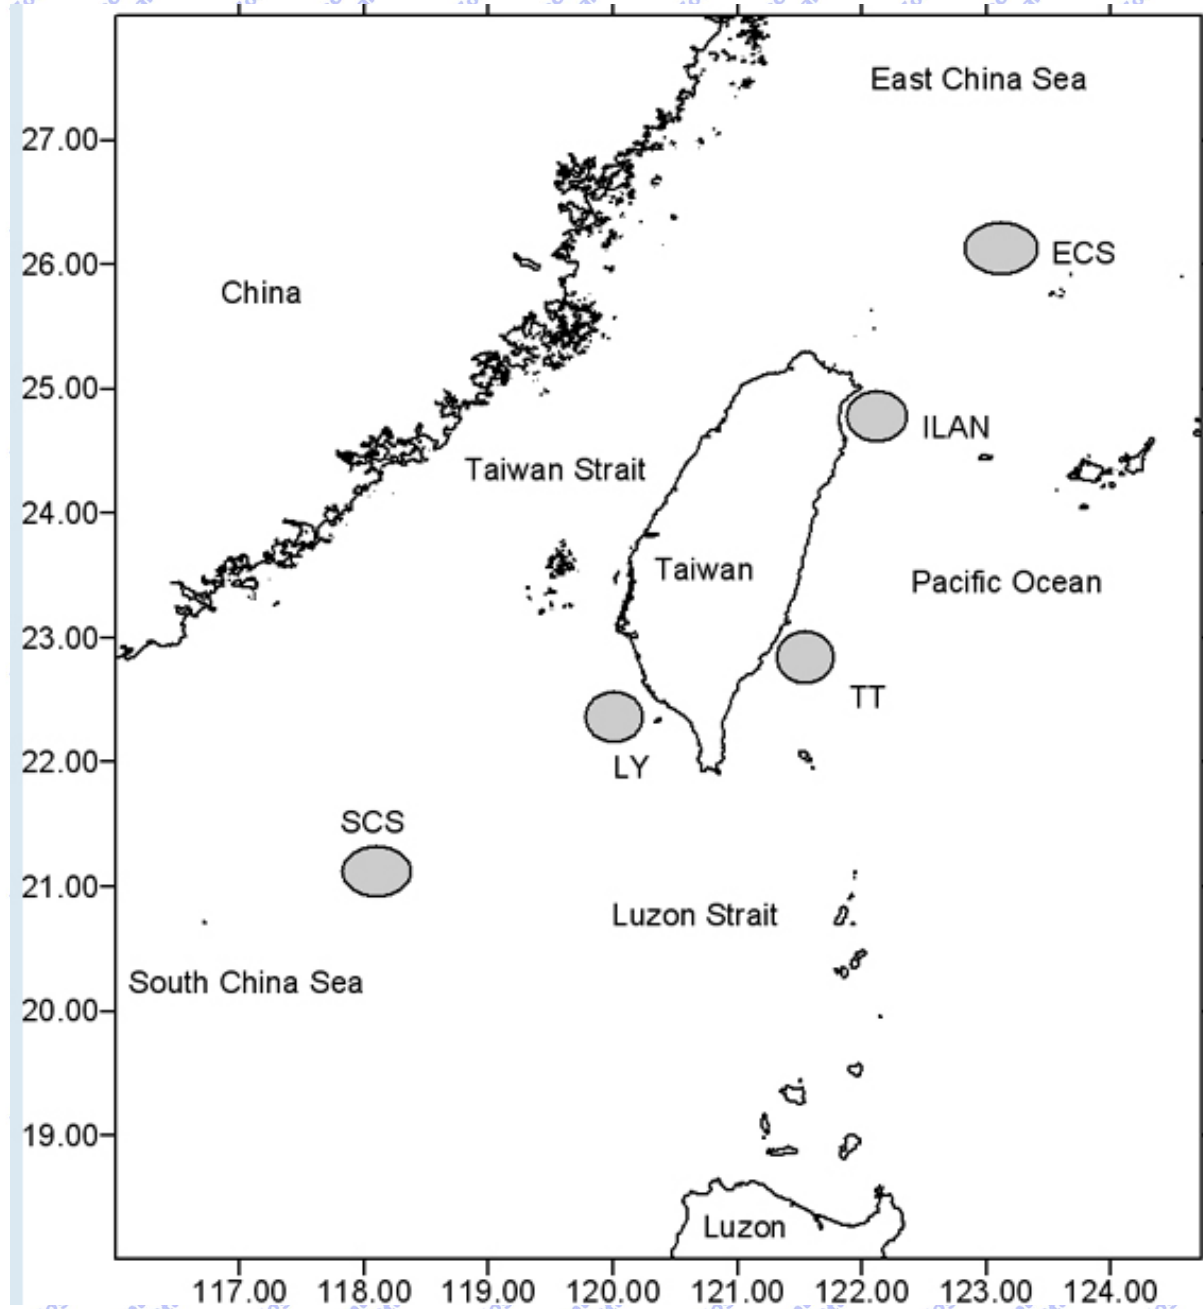 East China Sea
27.00
ECS
26.00
China
25.00
ILAN
Taiwan Strait
24.00
Taiwan
Pacific Ocean
23.00
TT
LY
22.00
SCS
21.00
Luzon Strait
South China Sea
20.00
19.00
Luzon
117.00 118.00 119.00 120.00 121.00 122.00 123.00 124.00